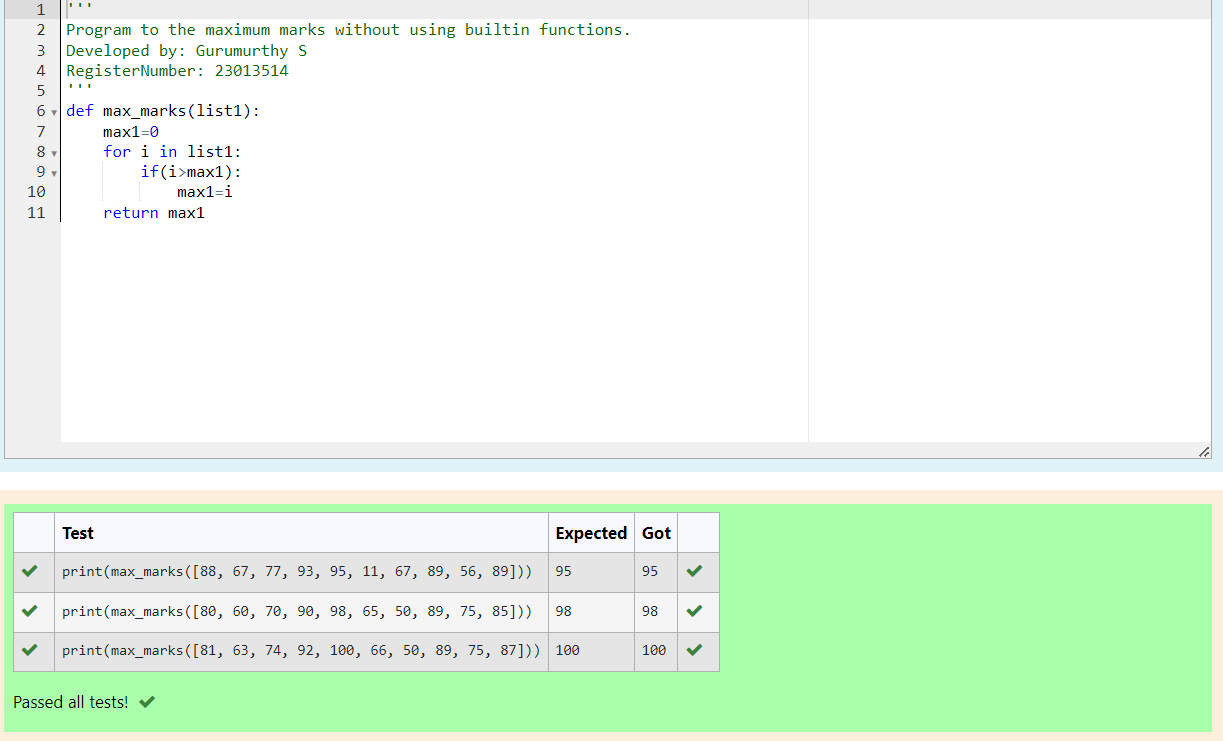 1 '''
2 Program to the maximum marks without using builtin functions.
3 Developed by: Gurumurthy S
4 RegisterNumber: 23013514
5 '''
6 def max_marks(list1):
7     max1=0
8     for i in list1:
9         if(i>max1):
10             max1=i
11     return max1
Test Expected Got
print(max_marks([88, 67, 77, 93, 95, 11, 67, 89, 56, 89])) 95 95
print(max_marks([80, 60, 70, 90, 98, 65, 50, 89, 75, 85])) 98 98
print(max_marks([81, 63, 74, 92, 100, 66, 50, 89, 75, 87])) 100 100
Passed all tests!